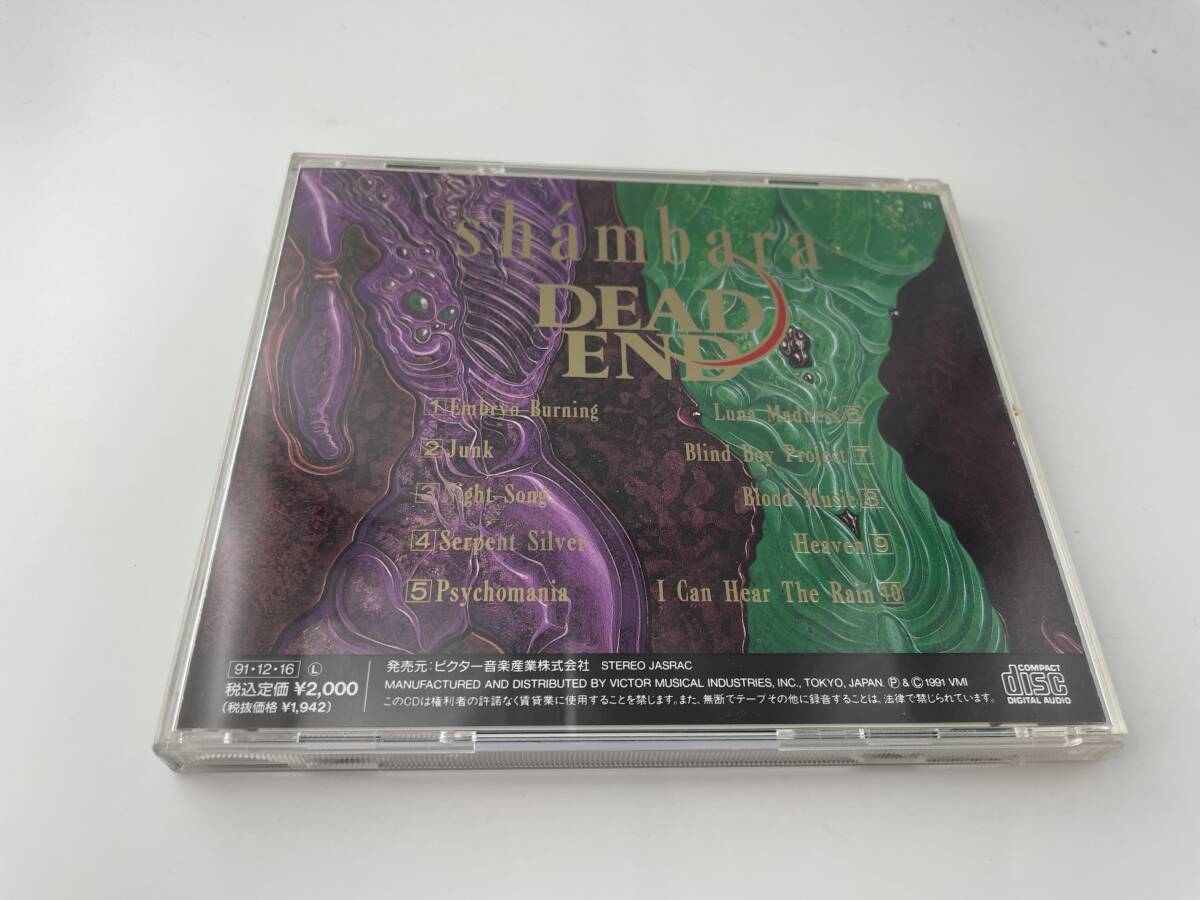 shámbara
DEAD
END
1 Embryo Burning
2 Junk
3 Night Song
4 Serpent Silver
5 Psychomania
Luna Madness 6
Blind Boy Project 7
Blood Music 8
Heaven 9
I Can Hear The Rain 10
91・12・16 Ⓛ
税込定価 ¥2,000
(税抜価格 ¥1,942)
発売元:ビクター音楽産業株式会社 STEREO JASRAC
MANUFACTURED AND DISTRIBUTED BY VICTOR MUSICAL INDUSTRIES, INC., TOKYO, JAPAN. Ⓟ & Ⓒ 1991 VMI
このCDは権利者の許諾なく賃貸業に使用することを禁じます。また、無断でテープその他に録音することは、法律で禁じられています。
COMPACT
disc
DIGITAL AUDIO